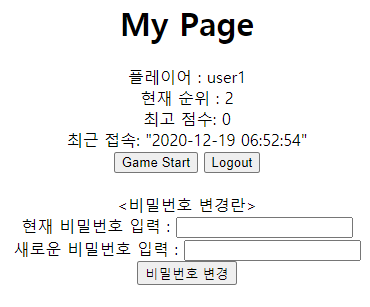 My Page
플레이어 : user1
현재 순위 : 2
최고 점수: 0
최근 접속: "2020-12-19 06:52:54"
Game Start Logout
<비밀번호 변경란>
현재 비밀번호 입력 :
새로운 비밀번호 입력 :
비밀번호 변경